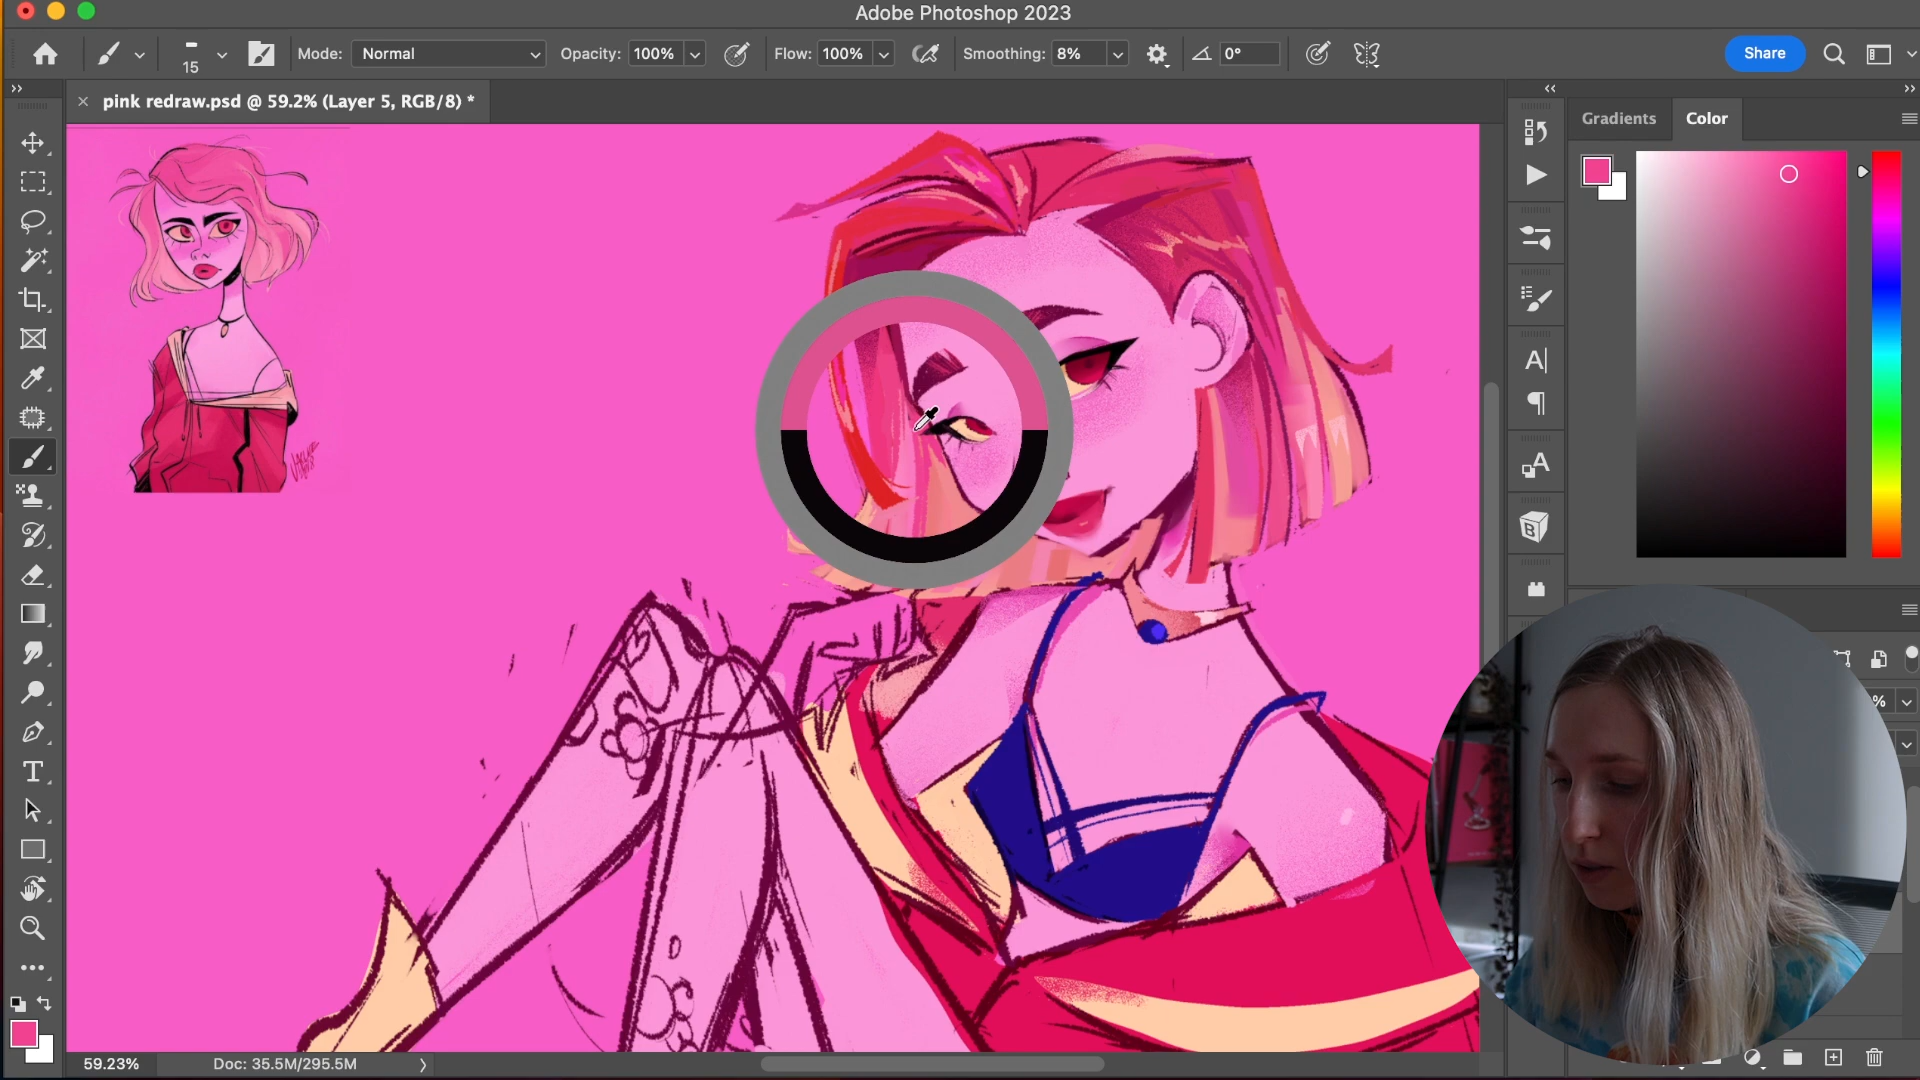 Adobe Photoshop 2023
15
Mode: Normal
Opacity: 100%
Flow: 100%
Smoothing: 8%
0°
Share
pink redraw.psd @ 59.2% (Layer 5, RGB/8) *
Gradients
Color
%
59.23%
Doc: 35.5M/295.5M